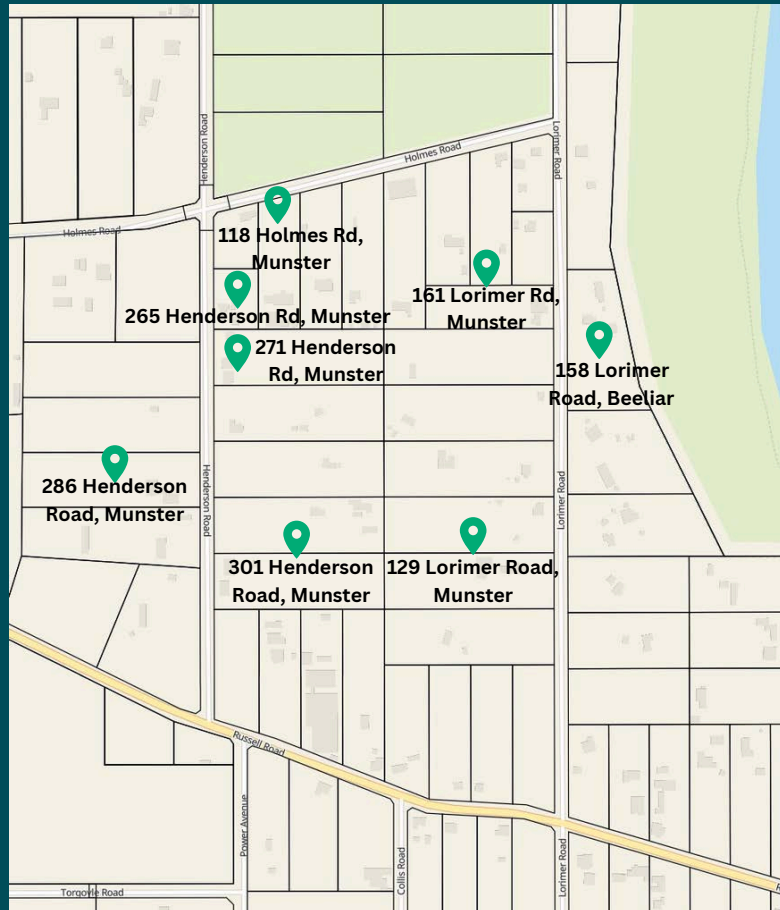 Henderson Road
Lorimer Road
Holmes Road
Holmes Road
118 Holmes Rd,
Munster
265 Henderson Rd, Munster
161 Lorimer Rd,
Munster
271 Henderson
Rd, Munster
158 Lorimer
Road, Beeliar
286 Henderson
Road, Munster
Henderson Road
Lorimer Road
301 Henderson
Road, Munster
129 Lorimer Road,
Munster
Russell Road
Power Avenue
Collis Road
Lorimer Road
Torgoyle Road